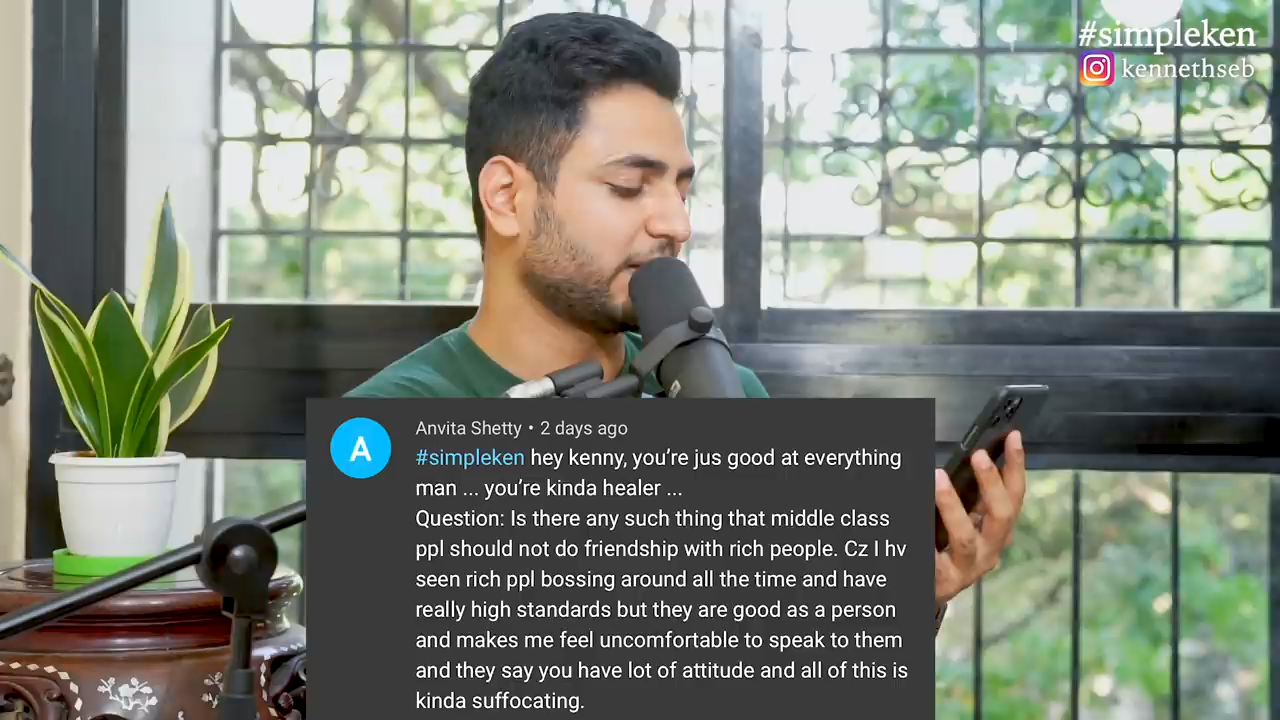 #simpleken
kennethseb
A
Anvita Shetty • 2 days ago
#simpleken hey kenny, you’re jus good at everything
man ... you’re kinda healer ...
Question: Is there any such thing that middle class
ppl should not do friendship with rich people. Cz I hv
seen rich ppl bossing around all the time and have
really high standards but they are good as a person
and makes me feel uncomfortable to speak to them
and they say you have lot of attitude and all of this is
kinda suffocating.